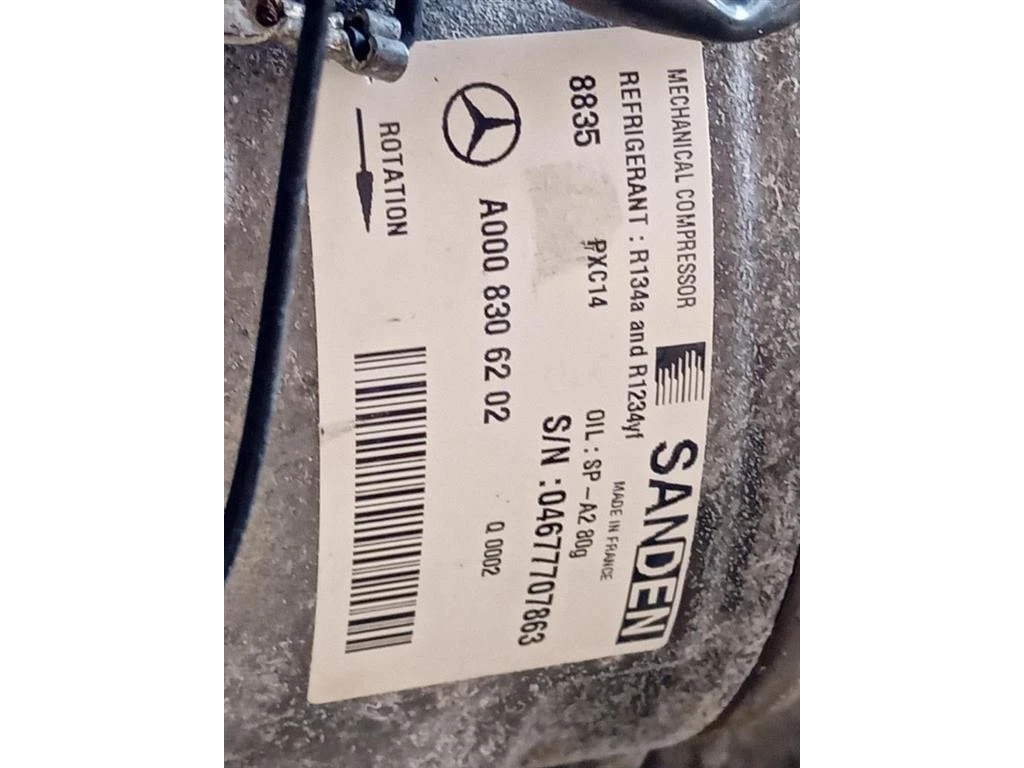 MECHANICAL COMPRESSOR
SANDEN
REFRIGERANT : R134a and R1234yf
MADE IN FRANCE
8835 PXC14 OIL : SP - A2 80g
S/N : 04677707863
A000 830 62 02 Q 0002
ROTATION